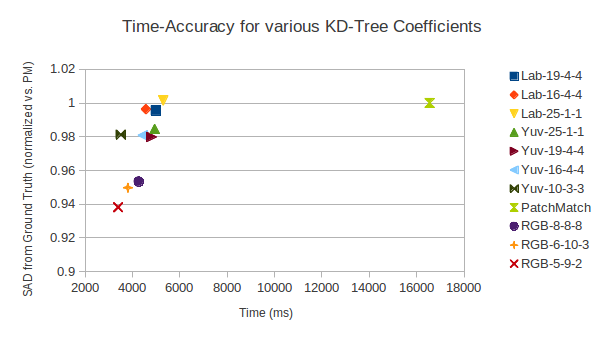 Time-Accuracy for various KD-Tree Coefficients
SAD from Ground Truth (normalized vs. PM)
1.02
1
0.98
0.96
0.94
0.92
0.9
2000 4000 6000 8000 10000 12000 14000 16000 18000
Time (ms)
Lab-19-4-4
Lab-16-4-4
Lab-25-1-1
Yuv-25-1-1
Yuv-19-4-4
Yuv-16-4-4
Yuv-10-3-3
PatchMatch
RGB-8-8-8
RGB-6-10-3
RGB-5-9-2